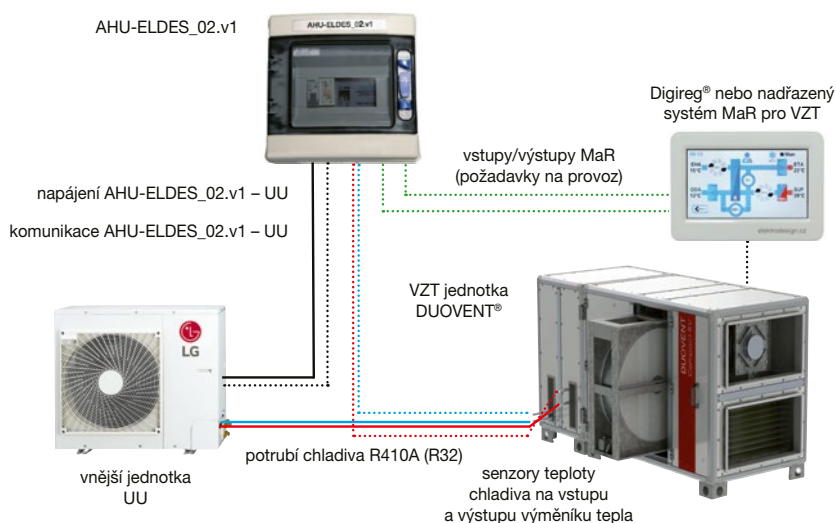 AHU-ELDES_02.v1
AHU-ELDES_02.v1
Digireg® nebo nadřazený
systém MaR pro VZT
vstupy/výstupy MaR
(požadavky na provoz)
napájení AHU-ELDES_02.v1 – UU
komunikace AHU-ELDES_02.v1 – UU
elektrodesign.cz
VZT jednotka
DUOVENT®
LG
DUOVENT
potrubí chladiva R410A (R32)
vnější jednotka
UU
senzory teploty
chladiva na vstupu
a výstupu výměníku tepla